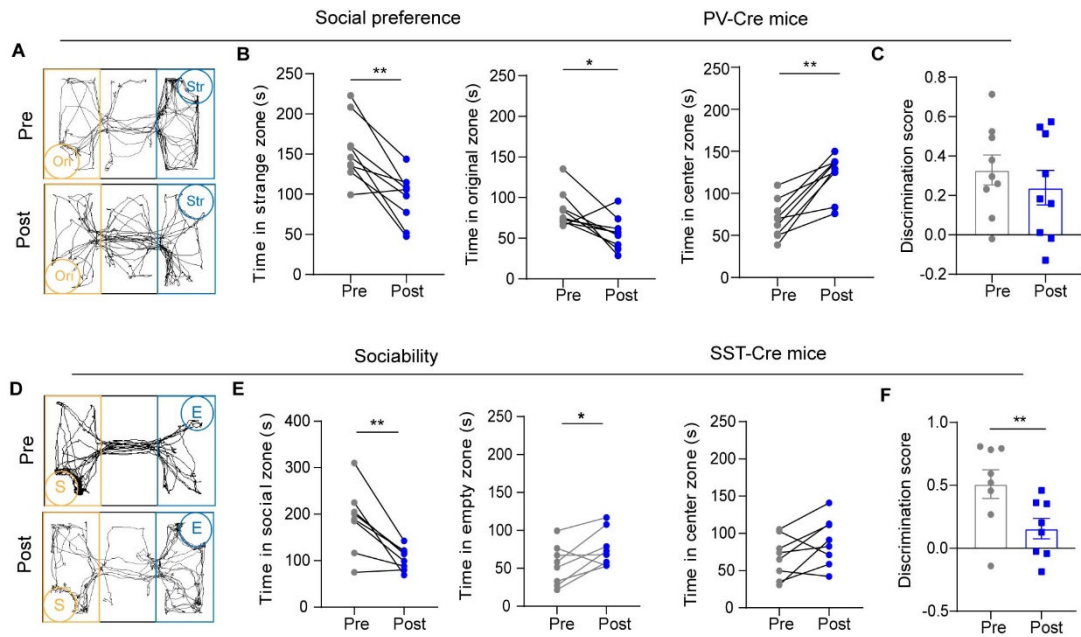 Social preference
PV-Cre mice
A
B
C
Pre
Post
Str
Ori
Str
Ori
Time in strange zone (s)
250
200
150
100
50
0
**
Pre
Post
Time in original zone (s)
250
200
150
100
50
0
*
Pre
Post
Time in center zone (s)
250
200
150
100
50
0
**
Pre
Post
Discrimination score
0.8
0.6
0.4
0.2
0.0
-0.2
Pre
Post
Sociability
SST-Cre mice
D
E
F
Pre
Post
E
S
E
S
Time in social zone (s)
400
300
200
100
0
**
Pre
Post
Time in empty zone (s)
250
200
150
100
50
0
*
Pre
Post
Time in center zone (s)
250
200
150
100
50
0
Pre
Post
Discrimination score
1.0
0.5
0.0
-0.5
**
Pre
Post